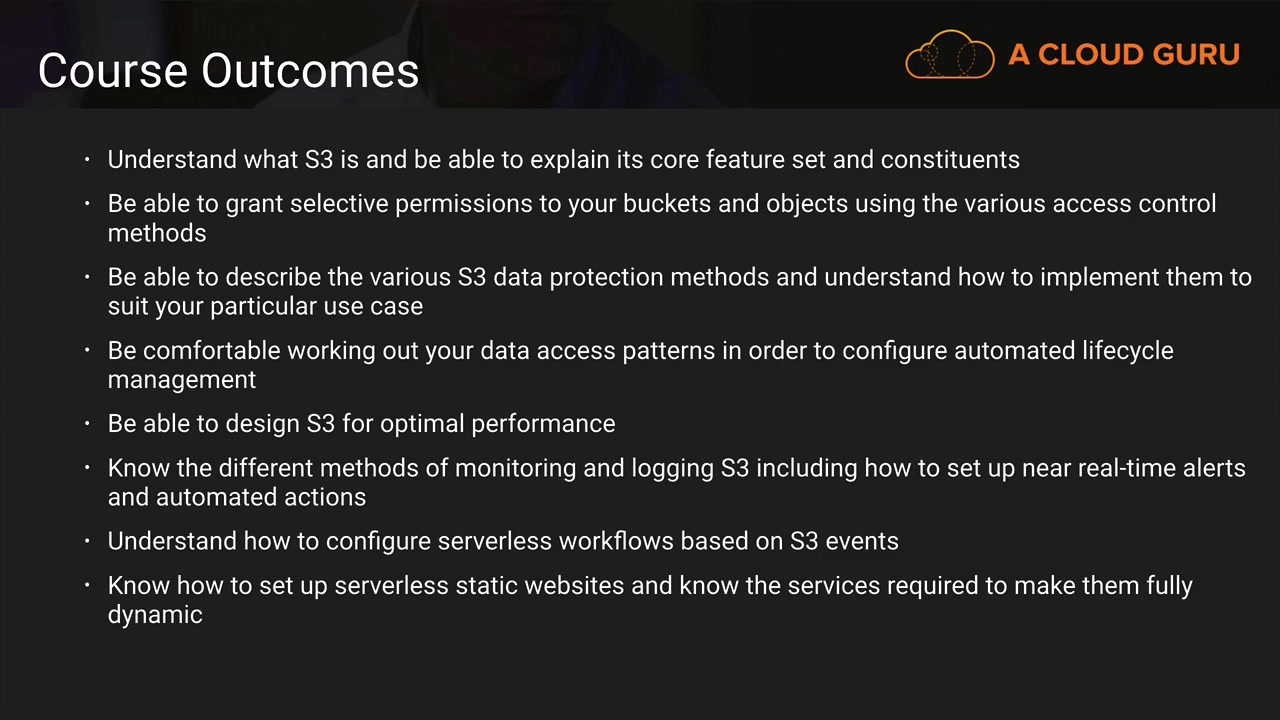 Course Outcomes
A CLOUD GURU
· Understand what S3 is and be able to explain its core feature set and constituents
· Be able to grant selective permissions to your buckets and objects using the various access control
methods
· Be able to describe the various S3 data protection methods and understand how to implement them to
suit your particular use case
· Be comfortable working out your data access patterns in order to configure automated lifecycle
management
· Be able to design S3 for optimal performance
· Know the different methods of monitoring and logging S3 including how to set up near real-time alerts
and automated actions
· Understand how to configure serverless workflows based on S3 events
· Know how to set up serverless static websites and know the services required to make them fully
dynamic